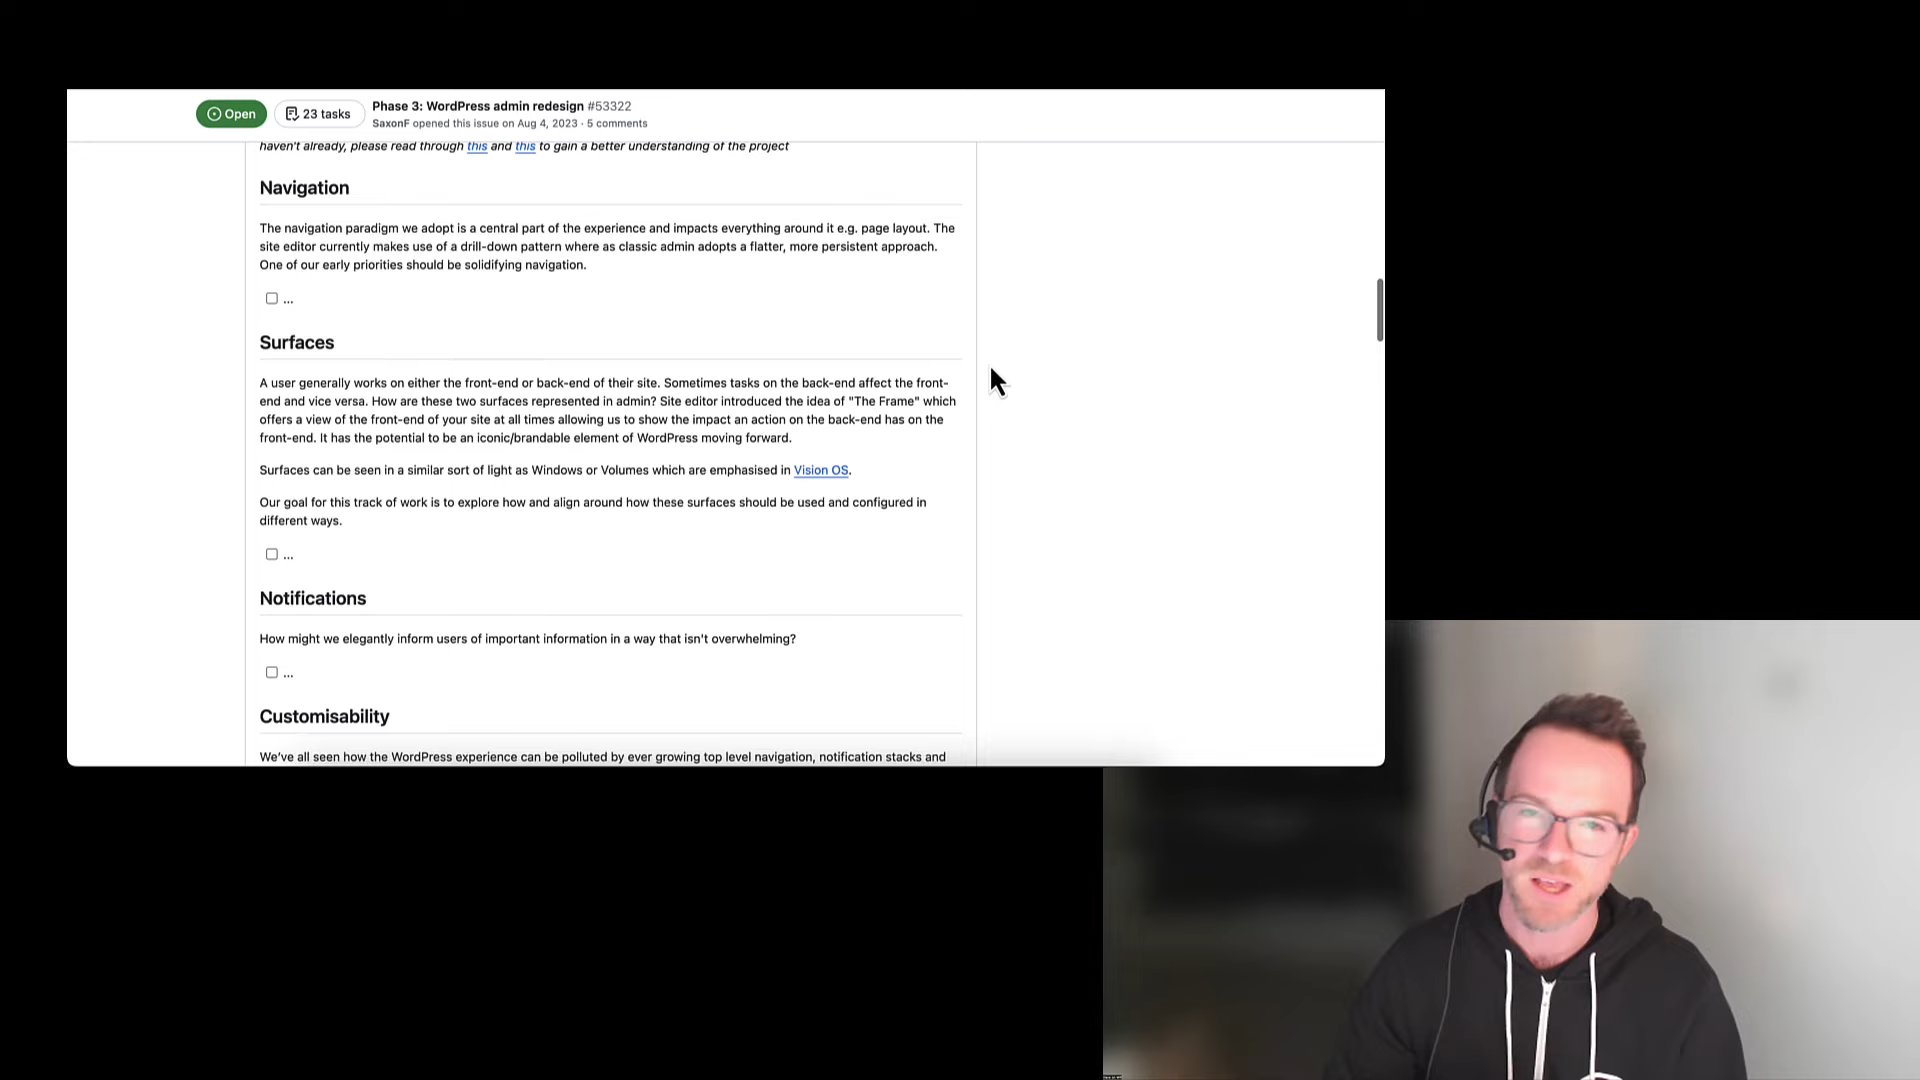 Open
23 tasks
Phase 3: WordPress admin redesign #53322
SaxonF opened this issue on Aug 4, 2023 · 5 comments
haven't already, please read through this and this to gain a better understanding of the project
Navigation
The navigation paradigm we adopt is a central part of the experience and impacts everything around it e.g. page layout. The
site editor currently makes use of a drill-down pattern where as classic admin adopts a flatter, more persistent approach.
One of our early priorities should be solidifying navigation.
...
Surfaces
A user generally works on either the front-end or back-end of their site. Sometimes tasks on the back-end affect the front-
end and vice versa. How are these two surfaces represented in admin? Site editor introduced the idea of "The Frame" which
offers a view of the front-end of your site at all times allowing us to show the impact an action on the back-end has on the
front-end. It has the potential to be an iconic/brandable element of WordPress moving forward.
Surfaces can be seen in a similar sort of light as Windows or Volumes which are emphasised in Vision OS.
Our goal for this track of work is to explore how and align around how these surfaces should be used and configured in
different ways.
...
Notifications
How might we elegantly inform users of important information in a way that isn't overwhelming?
...
Customisability
We've all seen how the WordPress experience can be polluted by ever growing top level navigation, notification stacks and